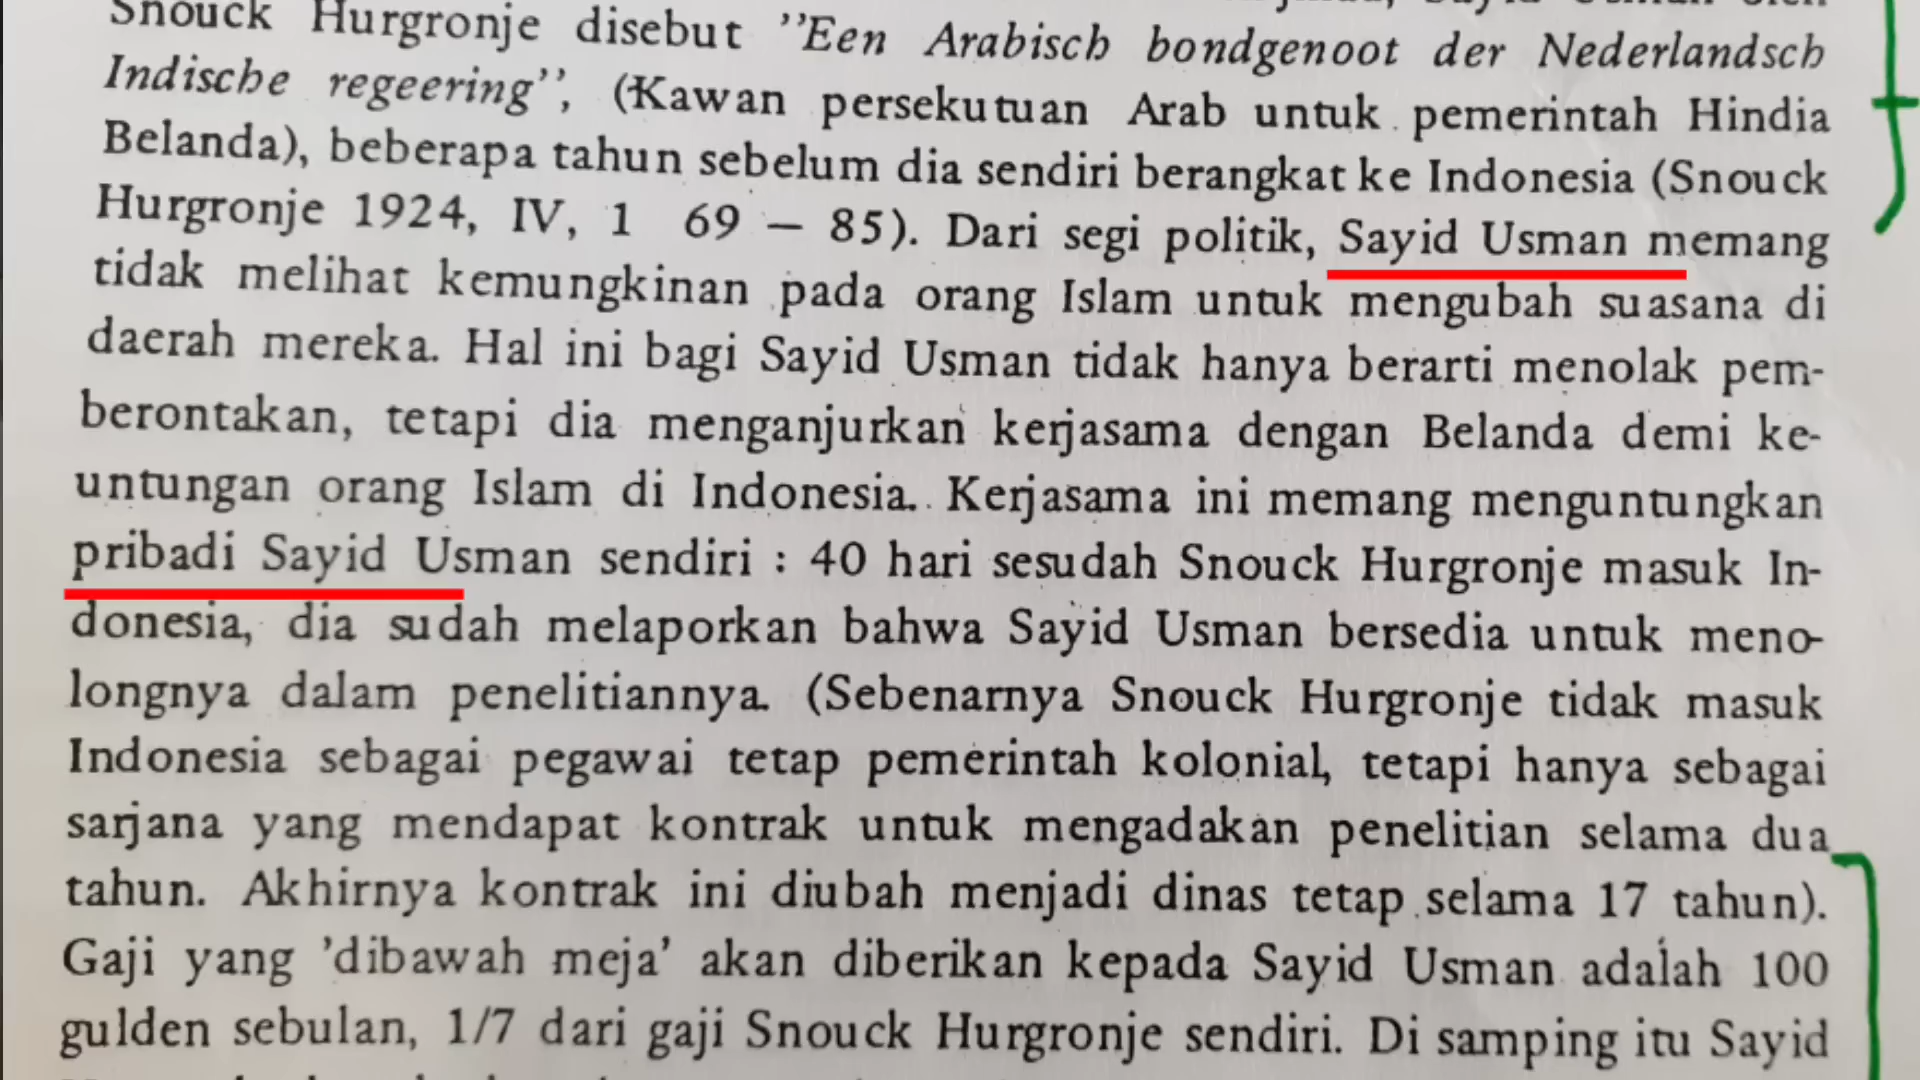 Snouck Hurgronje disebut ''Een Arabisch bondgenoot der Nederlandsch
Indische regeering'', (Kawan persekutuan Arab untuk pemerintah Hindia
Belanda), beberapa tahun sebelum dia sendiri berangkat ke Indonesia (Snouck
Hurgronje 1924, IV, 1 69 — 85). Dari segi politik, Sayid Usman memang
tidak melihat kemungkinan pada orang Islam untuk mengubah suasana di
daerah mereka. Hal ini bagi Sayid Usman tidak hanya berarti menolak pem-
berontakan, tetapi dia menganjurkan kerjasama dengan Belanda demi ke-
untungan orang Islam di Indonesia. Kerjasama ini memang menguntungkan
pribadi Sayid Usman sendiri : 40 hari sesudah Snouck Hurgronje masuk In-
donesia, dia sudah melaporkan bahwa Sayid Usman bersedia untuk meno-
longnya dalam penelitiannya. (Sebenarnya Snouck Hurgronje tidak masuk
Indonesia sebagai pegawai tetap pemerintah kolonial, tetapi hanya sebagai
sarjana yang mendapat kontrak untuk mengadakan penelitian selama dua
tahun. Akhirnya kontrak ini diubah menjadi dinas tetap selama 17 tahun).
Gaji yang 'dibawah meja' akan diberikan kepada Sayid Usman adalah 100
gulden sebulan, 1/7 dari gaji Snouck Hurgronje sendiri. Di samping itu Sayid